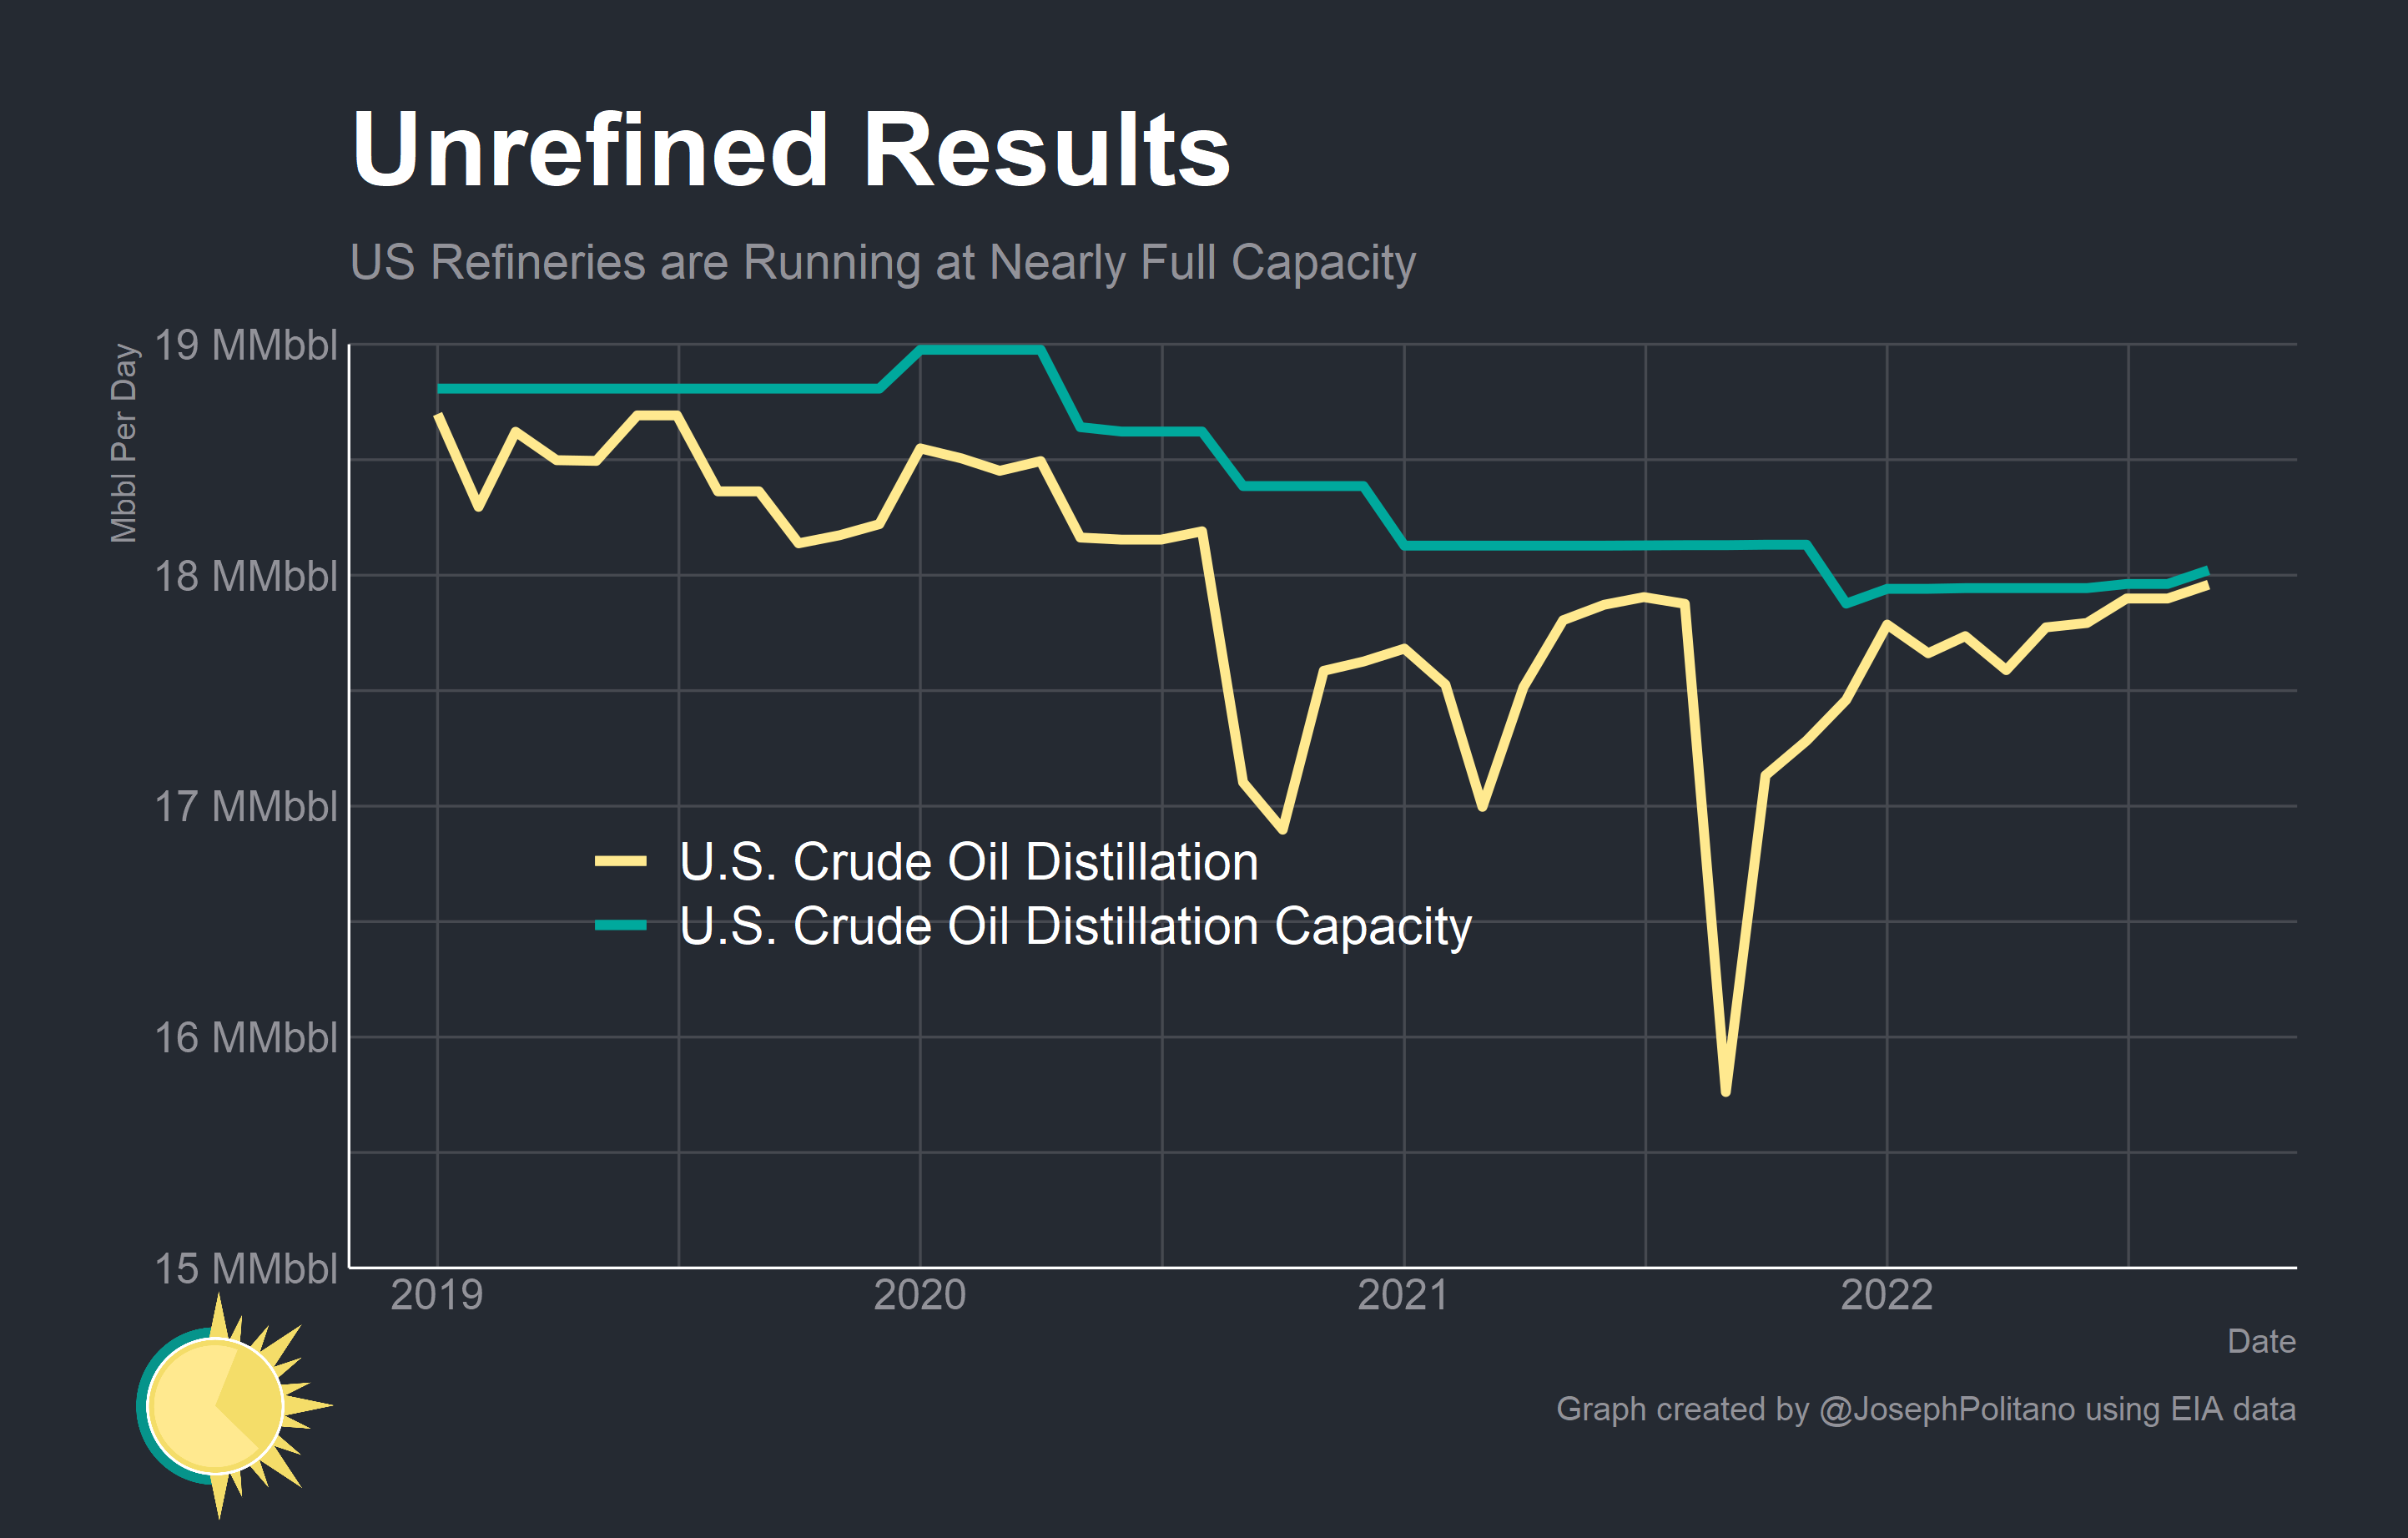 Unrefined Results
US Refineries are Running at Nearly Full Capacity
Mbbl Per Day
19 MMbbl
18 MMbbl
17 MMbbl
16 MMbbl
15 MMbbl
U.S. Crude Oil Distillation
U.S. Crude Oil Distillation Capacity
2019 2020 2021 2022
Date
Graph created by @JosephPolitano using EIA data